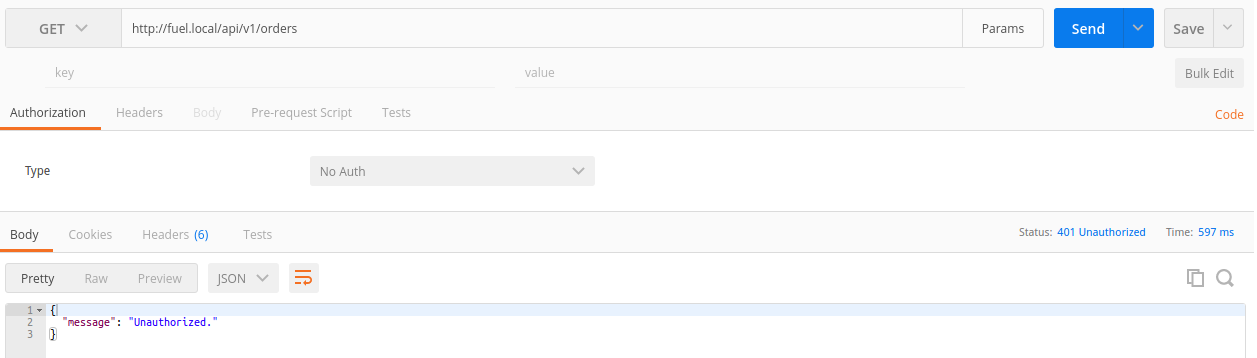 GET http://fuel.local/api/v1/orders Params Send Save
key value Bulk Edit
Authorization Headers Body Pre-request Script Tests Code
Type No Auth
Body Cookies Headers (6) Tests Status: 401 Unauthorized Time: 597 ms
Pretty Raw Preview JSON
1 {
2 "message": "Unauthorized."
3 }